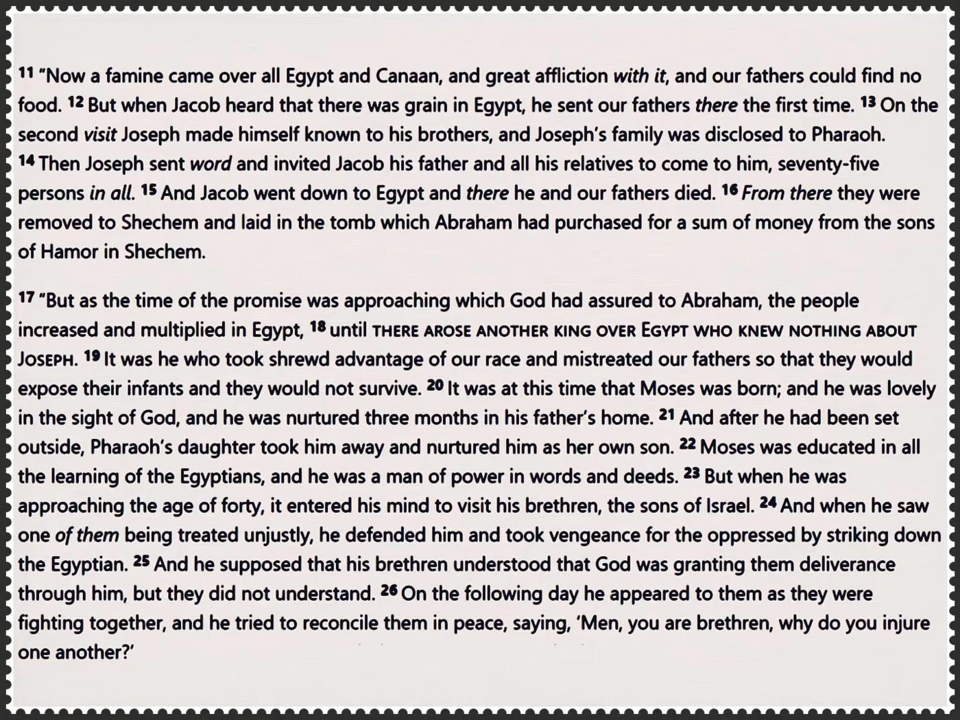 11 "Now a famine came over all Egypt and Canaan, and great affliction with it, and our fathers could find no
food. 12 But when Jacob heard that there was grain in Egypt, he sent our fathers there the first time. 13 On the
second visit Joseph made himself known to his brothers, and Joseph's family was disclosed to Pharaoh.
14 Then Joseph sent word and invited Jacob his father and all his relatives to come to him, seventy-five
persons in all. 15 And Jacob went down to Egypt and there he and our fathers died. 16 From there they were
removed to Shechem and laid in the tomb which Abraham had purchased for a sum of money from the sons
of Hamor in Shechem.
17 "But as the time of the promise was approaching which God had assured to Abraham, the people
increased and multiplied in Egypt, 18 until THERE AROSE ANOTHER KING OVER EGYPT WHO KNEW NOTHING ABOUT
JOSEPH. 19 It was he who took shrewd advantage of our race and mistreated our fathers so that they would
expose their infants and they would not survive. 20 It was at this time that Moses was born; and he was lovely
in the sight of God, and he was nurtured three months in his father's home. 21 And after he had been set
outside, Pharaoh's daughter took him away and nurtured him as her own son. 22 Moses was educated in all
the learning of the Egyptians, and he was a man of power in words and deeds. 23 But when he was
approaching the age of forty, it entered his mind to visit his brethren, the sons of Israel. 24 And when he saw
one of them being treated unjustly, he defended him and took vengeance for the oppressed by striking down
the Egyptian. 25 And he supposed that his brethren understood that God was granting them deliverance
through him, but they did not understand. 26 On the following day he appeared to them as they were
fighting together, and he tried to reconcile them in peace, saying, 'Men, you are brethren, why do you injure
one another?'